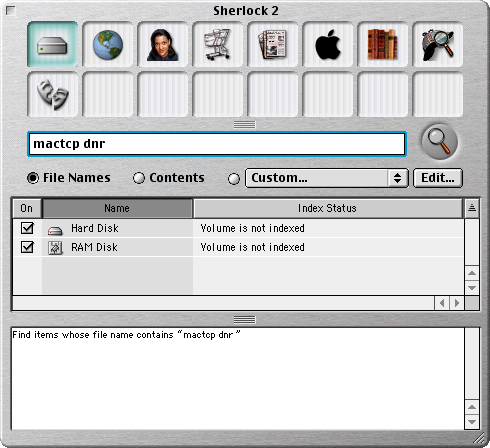 Sherlock 2
mactcp dnr
File Names Contents Custom... Edit...
On Name Index Status
Hard Disk Volume is not indexed
RAM Disk Volume is not indexed
Find items whose file name contains "mactcp dnr "